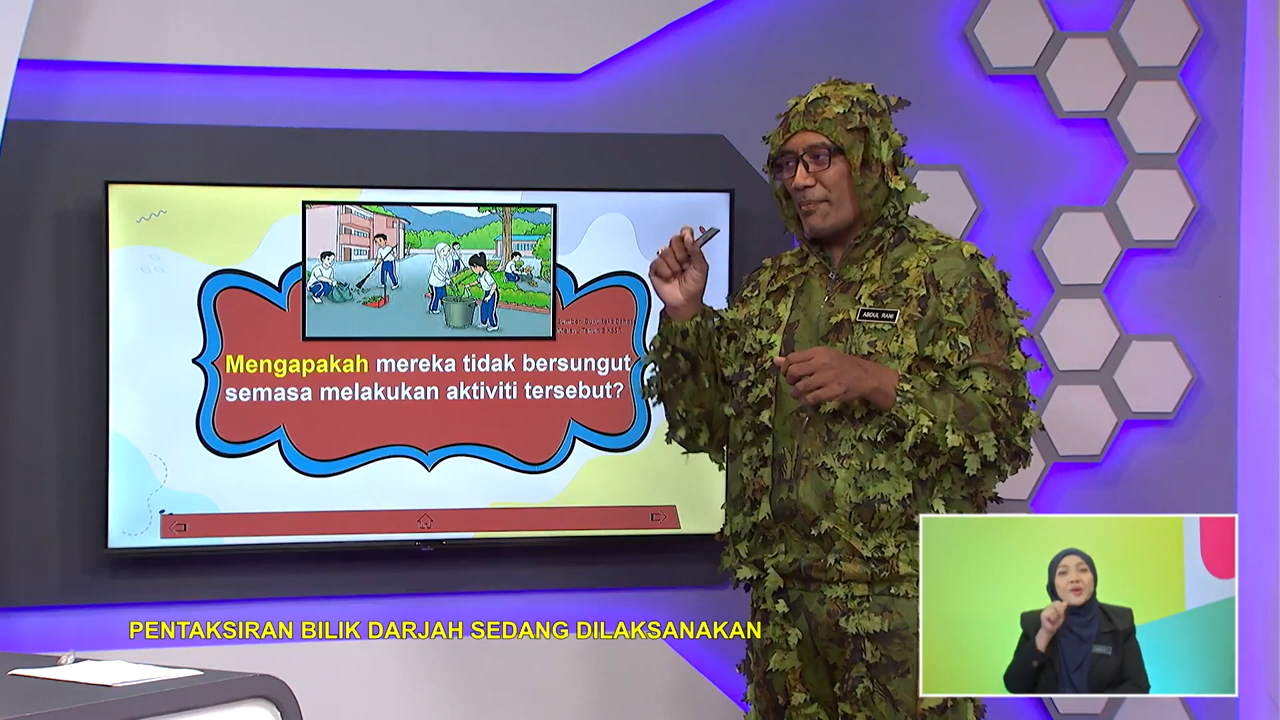 Mengapakah mereka tidak bersungut
semasa melakukan aktiviti tersebut?
ABDUL RANI
PENTAKSIRAN BILIK DARJAH SEDANG DILAKSANAKAN